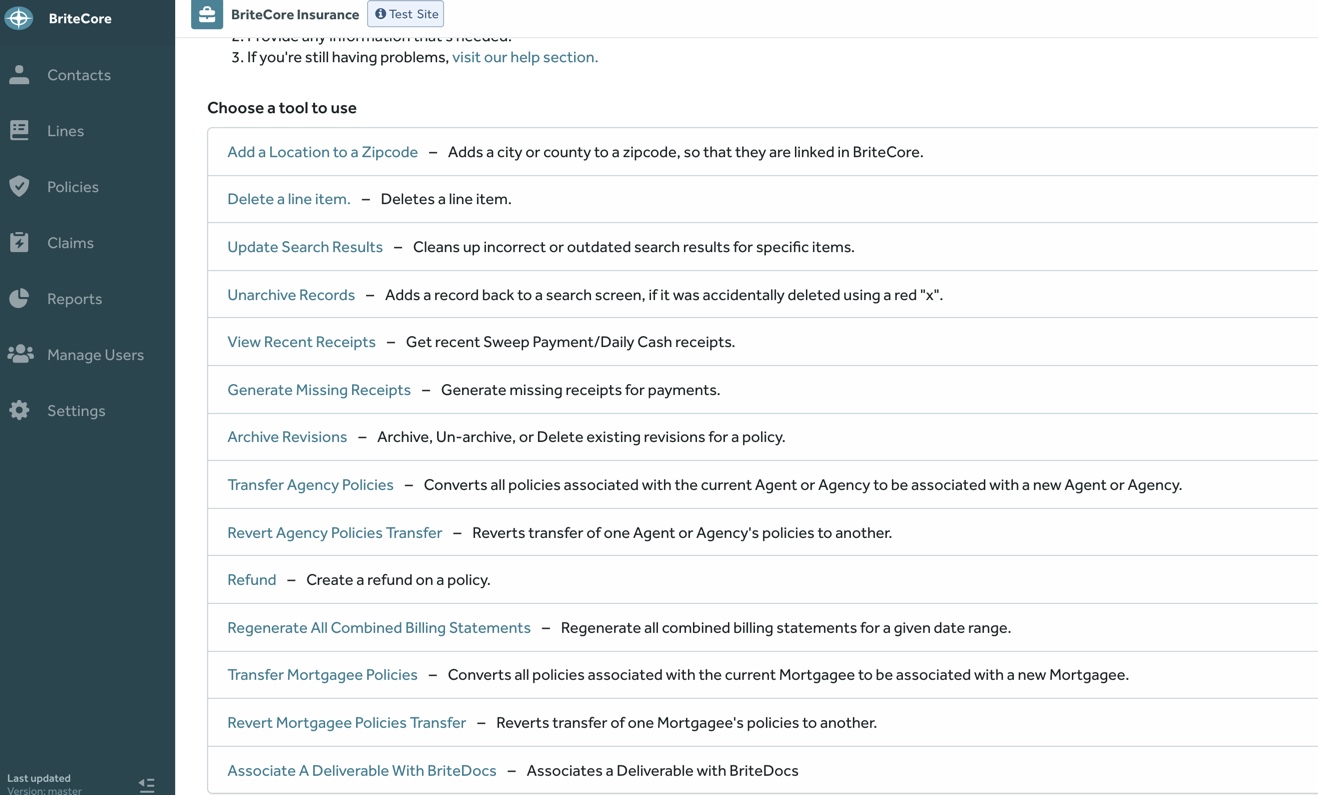 BriteCore
BriteCore Insurance
Test Site
Contacts
Lines
Policies
Claims
Reports
Manage Users
Settings
Last updated
Version: master
2. Provide any information that's needed.
3. If you're still having problems, visit our help section.
Choose a tool to use
Add a Location to a Zipcode – Adds a city or county to a zipcode, so that they are linked in BriteCore.
Delete a line item. – Deletes a line item.
Update Search Results – Cleans up incorrect or outdated search results for specific items.
Unarchive Records – Adds a record back to a search screen, if it was accidentally deleted using a red "x".
View Recent Receipts – Get recent Sweep Payment/Daily Cash receipts.
Generate Missing Receipts – Generate missing receipts for payments.
Archive Revisions – Archive, Un-archive, or Delete existing revisions for a policy.
Transfer Agency Policies – Converts all policies associated with the current Agent or Agency to be associated with a new Agent or Agency.
Revert Agency Policies Transfer – Reverts transfer of one Agent or Agency's policies to another.
Refund – Create a refund on a policy.
Regenerate All Combined Billing Statements – Regenerate all combined billing statements for a given date range.
Transfer Mortgagee Policies – Converts all policies associated with the current Mortgagee to be associated with a new Mortgagee.
Revert Mortgagee Policies Transfer – Reverts transfer of one Mortgagee's policies to another.
Associate A Deliverable With BriteDocs – Associates a Deliverable with BriteDocs